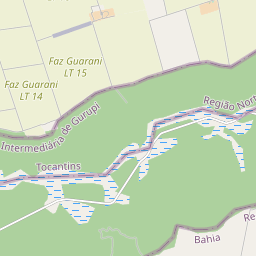 Faz Guarani
LT 15
Faz Guarani
LT 14
Região Nort
Intermediária de Gurupi
Tocantins
Bahia
Re